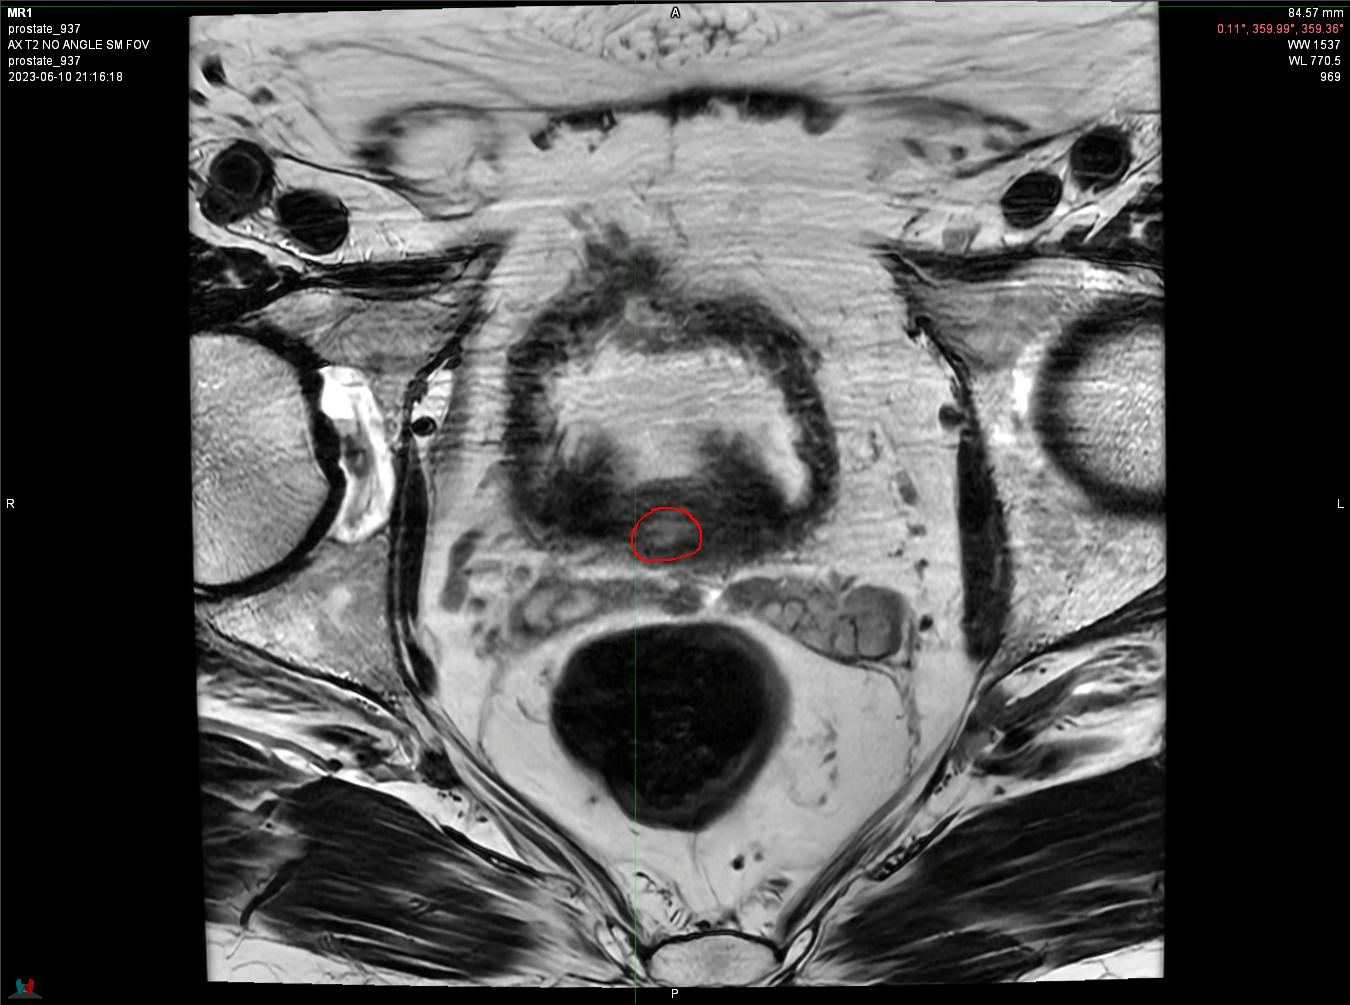 MR1
prostate_937
AX T2 NO ANGLE SM FOV
prostate_937
2023-06-10 21:16:18
A
84.57 mm
0.11°, 359.99°, 359.36°
WW 1537
WL 770.5
969
R
L
P